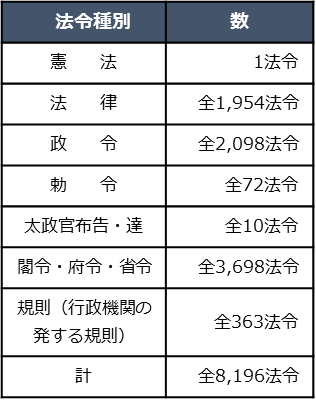 法令種別 数
憲　　法 1法令
法　　律 全1,954法令
政　　令 全2,098法令
勅　　令 全72法令
太政官布告・達 全10法令
閣令・府令・省令 全3,698法令
規則（行政機関の
発する規則） 全363法令
計 全8,196法令